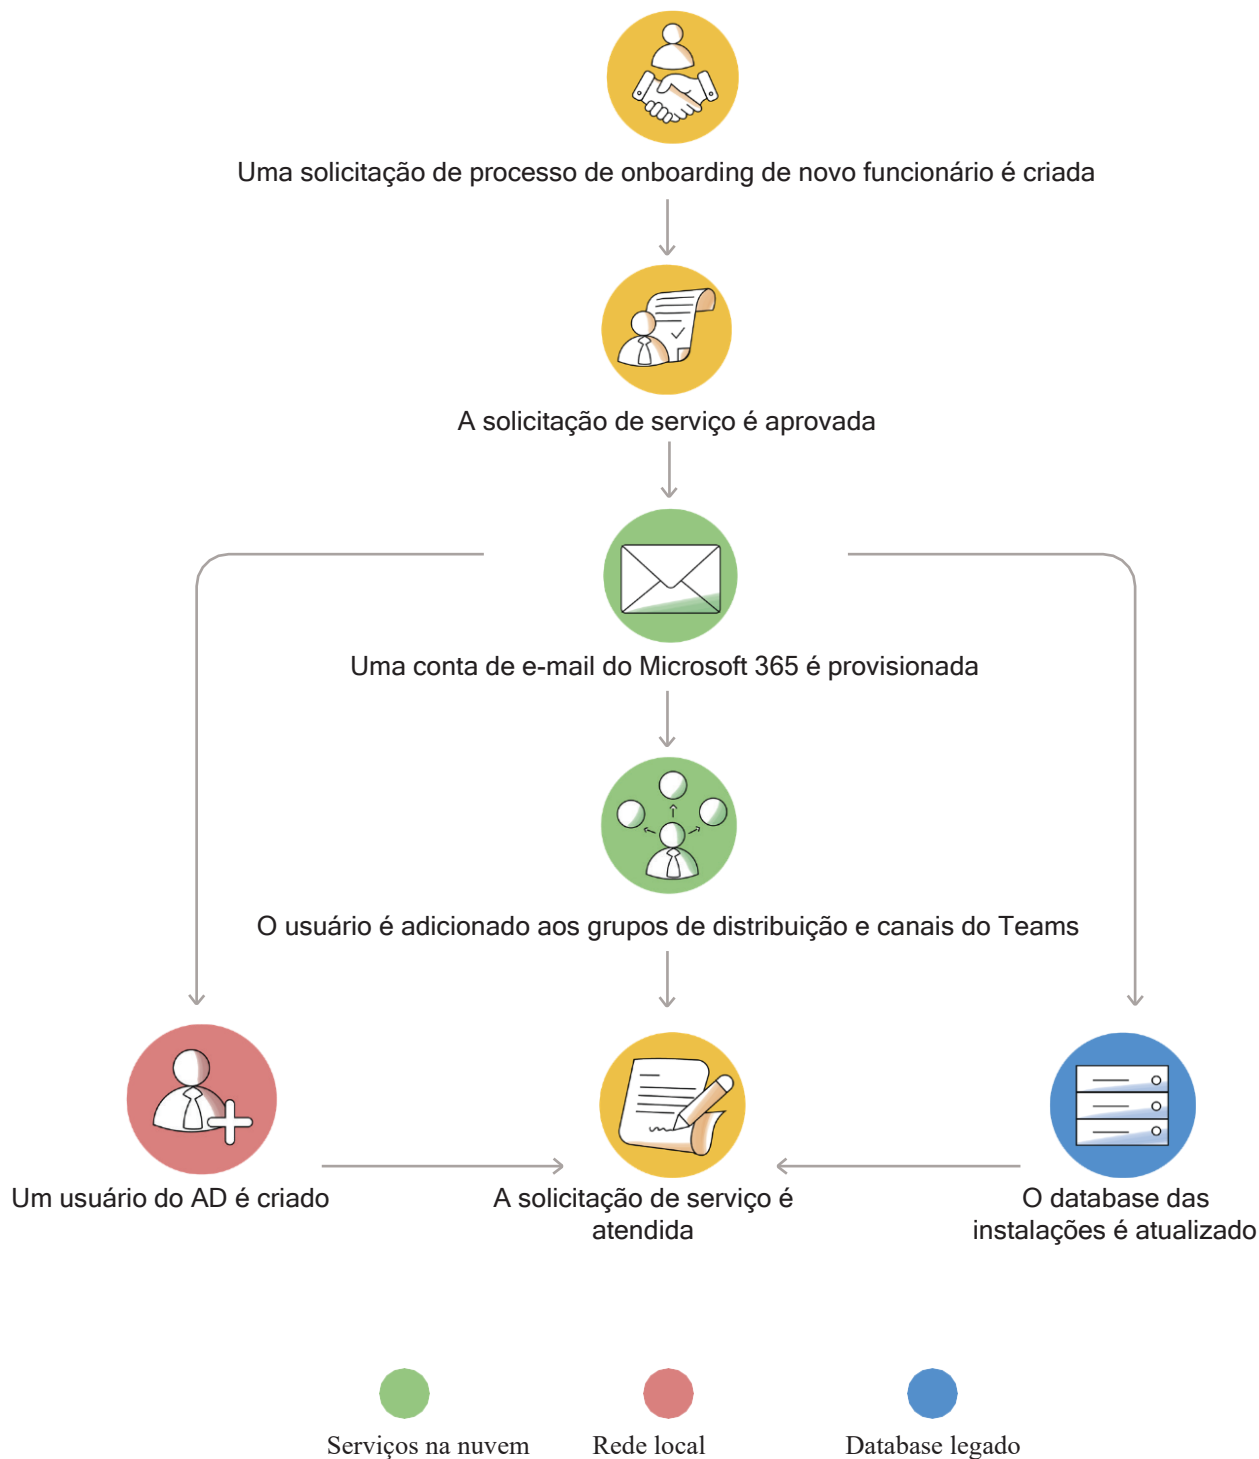 Uma solicitação de processo de onboarding de novo funcionário é criada
A solicitação de serviço é aprovada
Uma conta de e-mail do Microsoft 365 é provisionada
O usuário é adicionado aos grupos de distribuição e canais do Teams
Um usuário do AD é criado
A solicitação de serviço é
atendida
O database das
instalações é atualizado
Serviços na nuvem
Rede local
Database legado